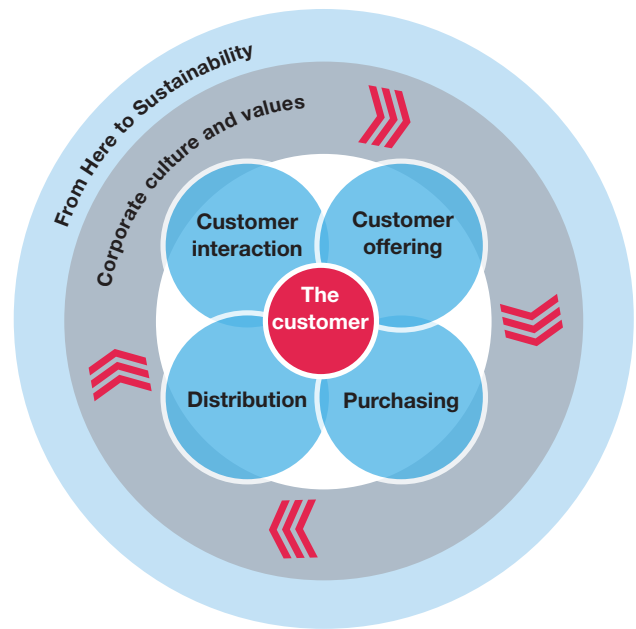 From Here to Sustainability
Corporate culture and values
Customer
interaction
Customer
offering
The
customer
Distribution
Purchasing